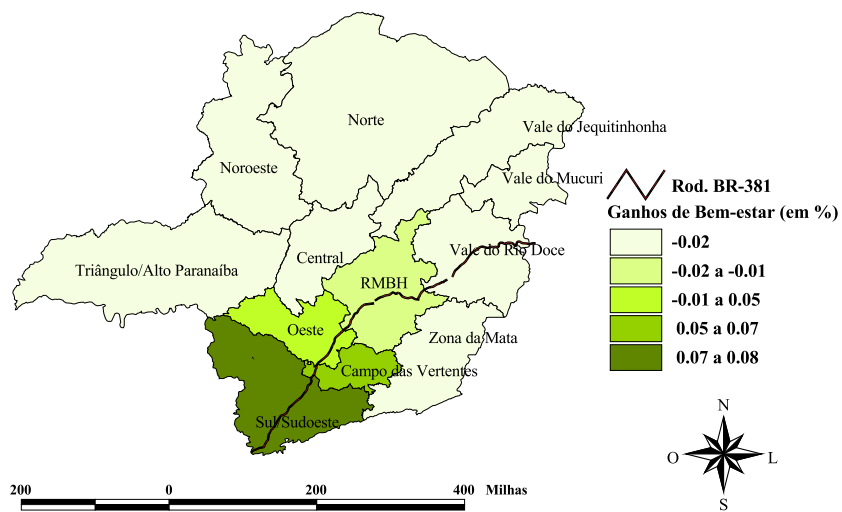 Norte
Vale do Jequitinhonha
Noroeste
Vale do Mucuri
Rod. BR-381
Ganhos de Bem-estar (em %)
-0.02
-0.02 a -0.01
-0.01 a 0.05
0.05 a 0.07
0.07 a 0.08
Vale do Rio Doce
Central
Triângulo/Alto Paranaíba
RMBH
Oeste
Zona da Mata
Campo das Vertentes
Sul/Sudoeste
N
O
L
S
200
0
200
400
Milhas